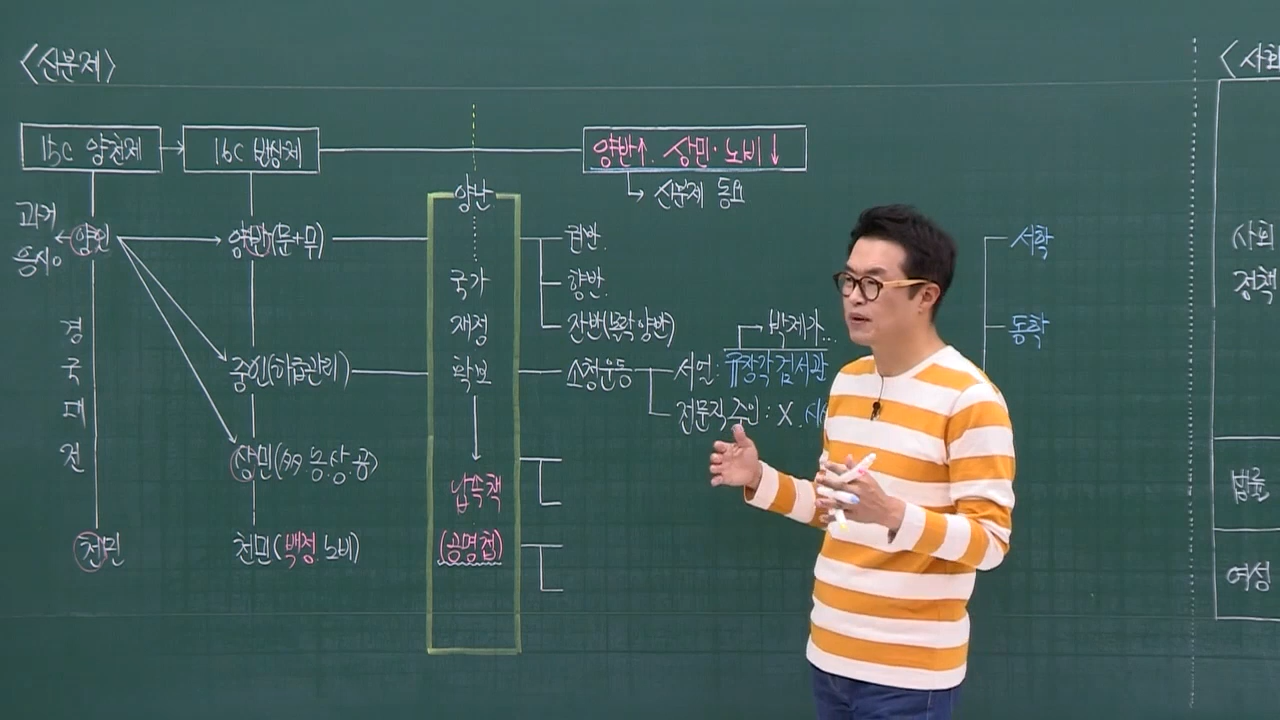 <신분제>
15C 양천제
16C 반상제
양반↑. 상민·노비↓
신분제 동요
과거
응시○
양인
양반(문+무)
중인(하급관리)
상민( 농.상.공)
천민
천민(백정.노비)
경
국
대
전
양난
국가
재정
확보
납속책
(공명첩)
권반.
향반.
잔반(몰락양반)
소청운동
서얼: 규장각 검서관
박제가...
전문직 중인: X.
서학
동학
<사회
사회
정책
법률
여성